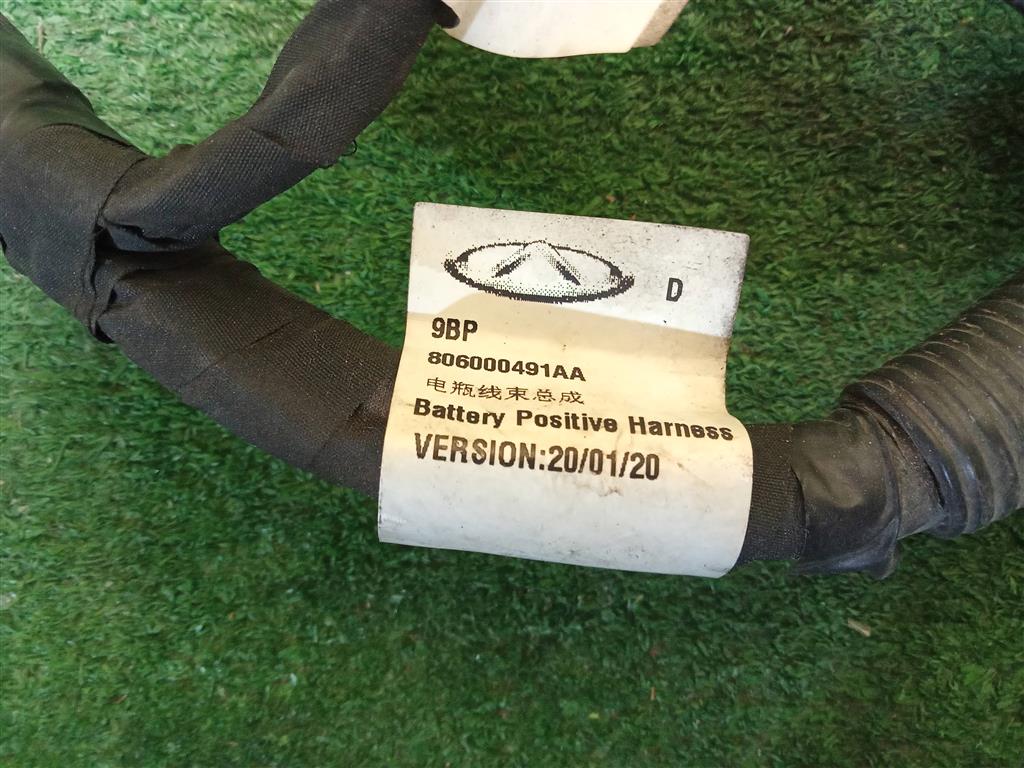 D
9BP
806000491AA
电瓶线束总成
Battery Positive Harness
VERSION:20/01/20